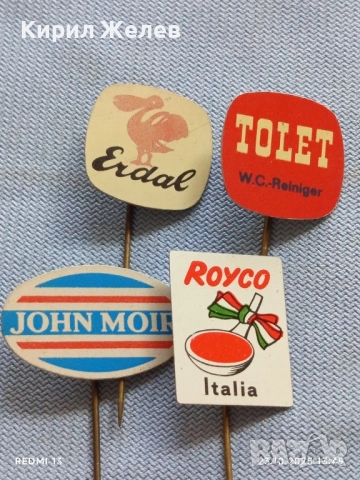 Кирил Желев
Erdal
TOLET
W.C.-Reiniger
JOHN MOIR
ROYCO
Italia
REDMI 13